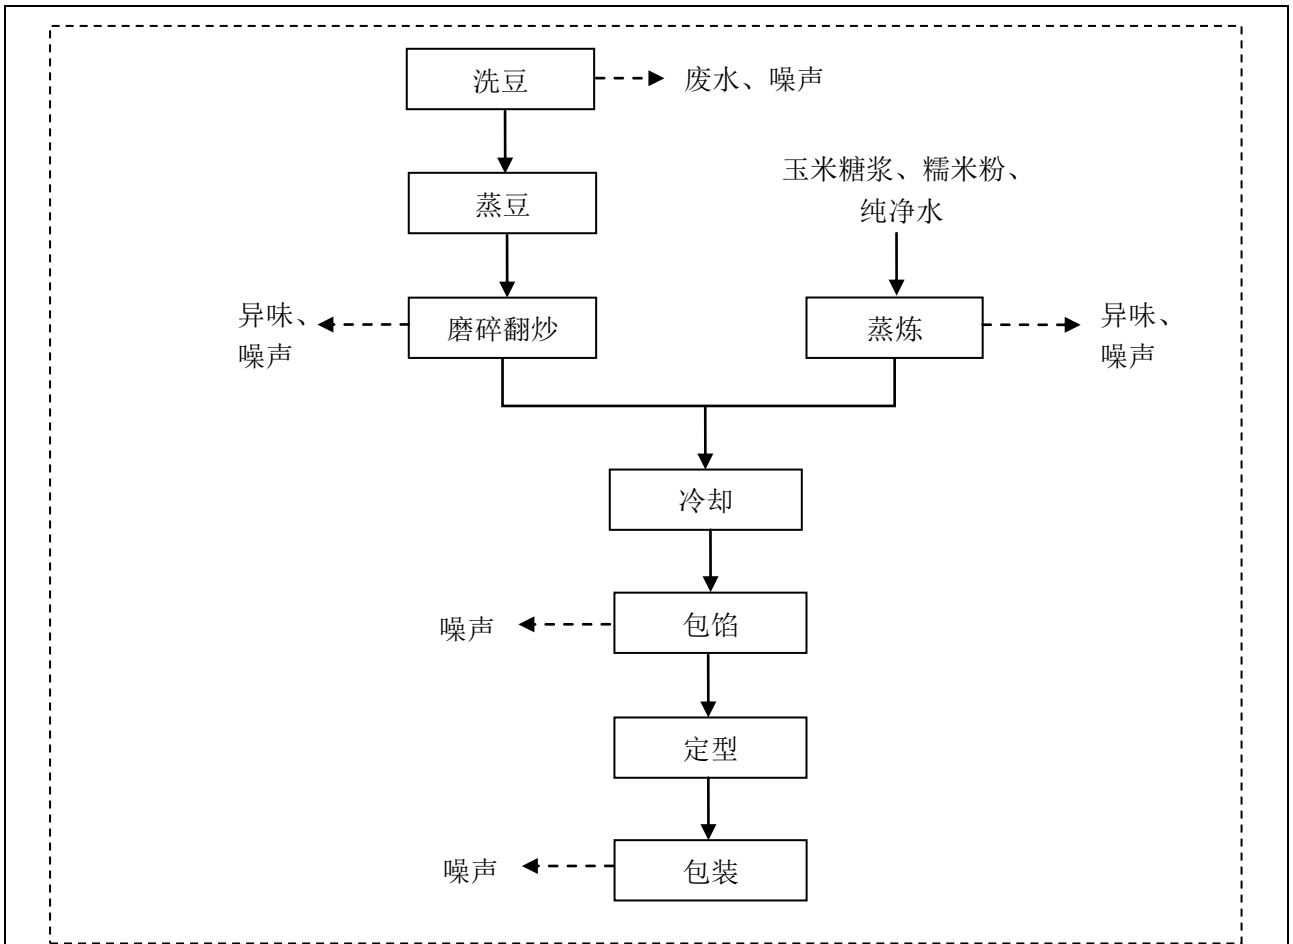 洗豆
废水、噪声
玉米糖浆、糯米粉、
纯净水
蒸豆
异味、
噪声
磨碎翻炒
蒸炼
异味、
噪声
冷却
噪声
包馅
定型
噪声
包装